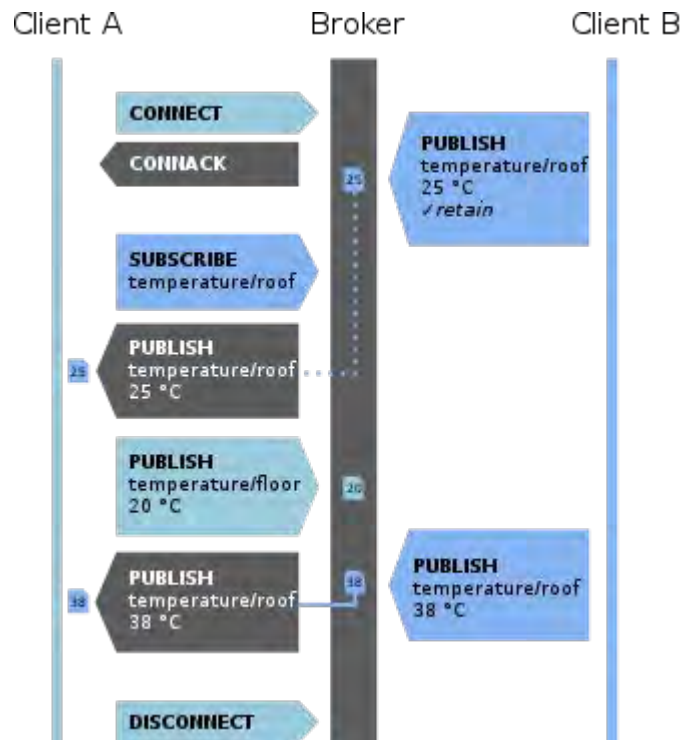 Client A
Broker
Client B
CONNECT
CONNACK
PUBLISH
temperature/roof
25 °C
✓retain
25
SUBSCRIBE
temperature/roof
PUBLISH
temperature/roof
25 °C
25
PUBLISH
temperature/floor
20 °C
20
PUBLISH
temperature/roof
38 °C
38
PUBLISH
temperature/roof
38 °C
38
DISCONNECT